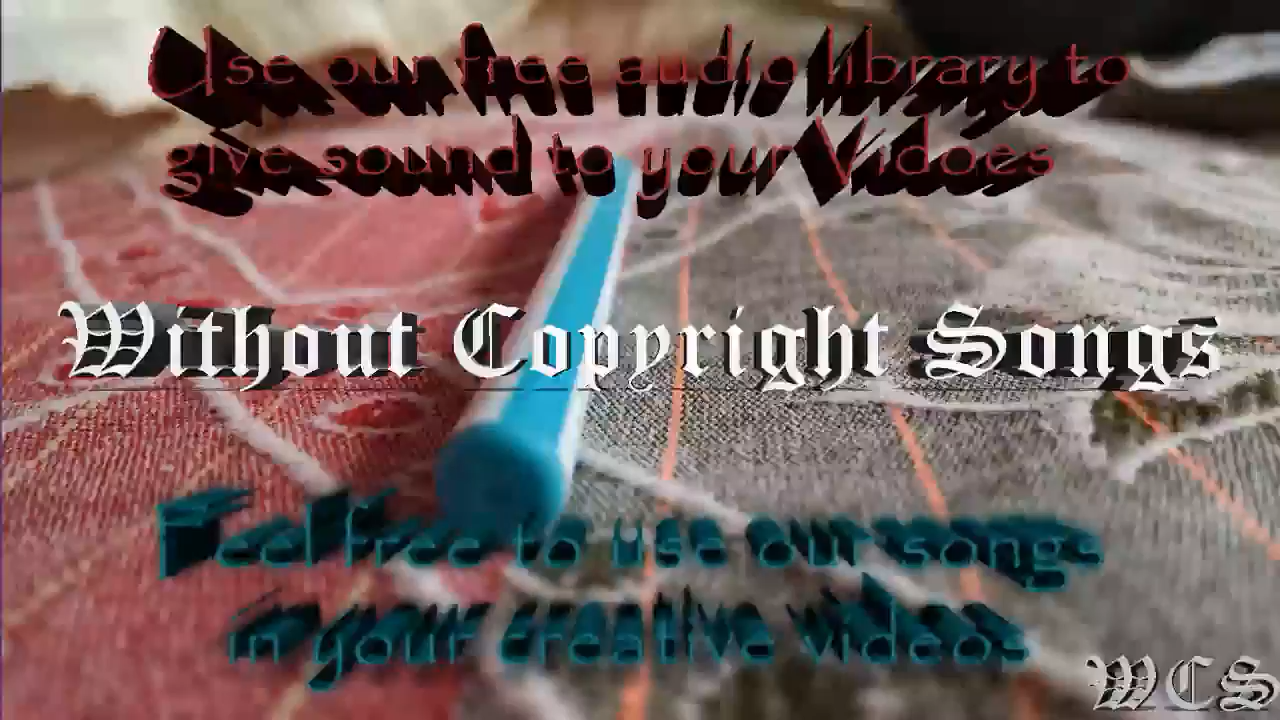 Use our free audio library to
give sound to your Vidoes
Without Copyright Songs
Feel free to use our songs
in your creative videos
WCS